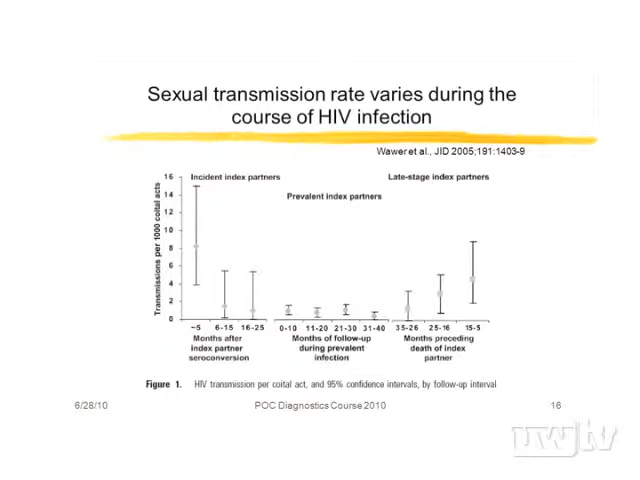 Sexual transmission rate varies during the
course of HIV infection
Wawer et al., JID 2005;191:1403-9
Transmissions per 1000 coital acts
16
14
12
10
8
6
4
2
0
Incident index partners
Prevalent index partners
Late-stage index partners
~5 6-15 16-25
0-10 11-20 21-30 31-40
35-26 25-16 15-5
Months after
index partner
seroconversion
Months of follow-up
during prevalent
infection
Months preceding
death of index
partner
Figure 1. HIV transmission per coital act, and 95% confidence intervals, by follow-up interval
6/28/10 POC Diagnostics Course 2010 16
uwtv